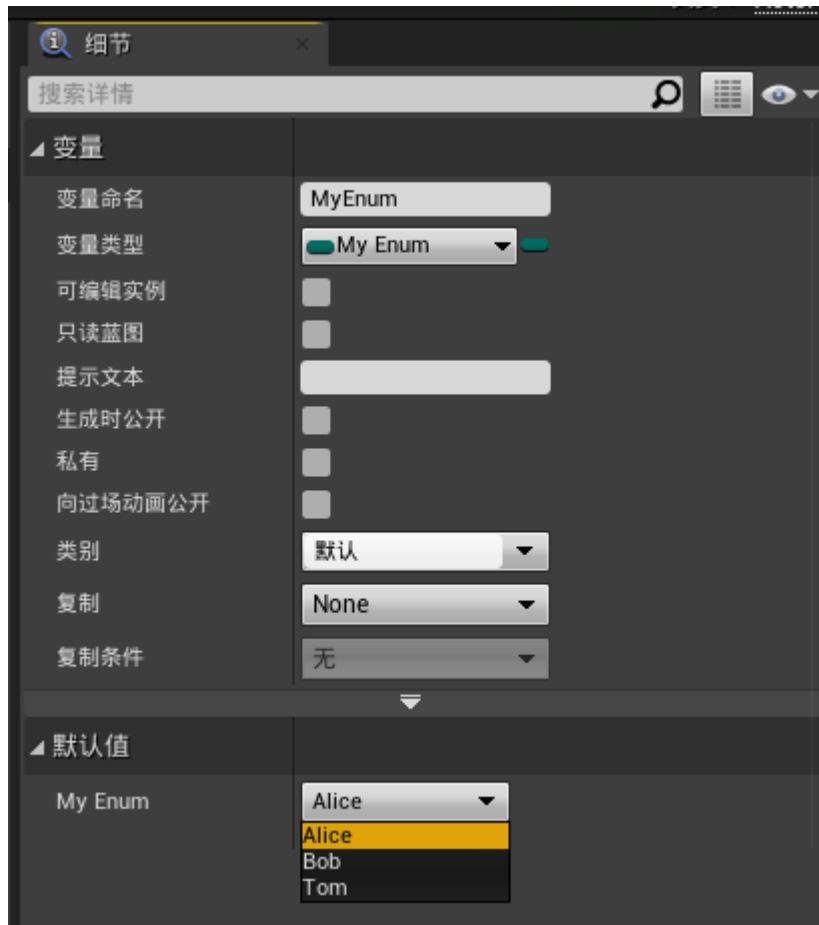 细节
搜索详情
变量
变量命名 MyEnum
变量类型 My Enum
可编辑实例
只读蓝图
提示文本
生成时公开
私有
向过场动画公开
类别 默认
复制 None
复制条件 无
默认值
My Enum Alice
Alice
Bob
Tom